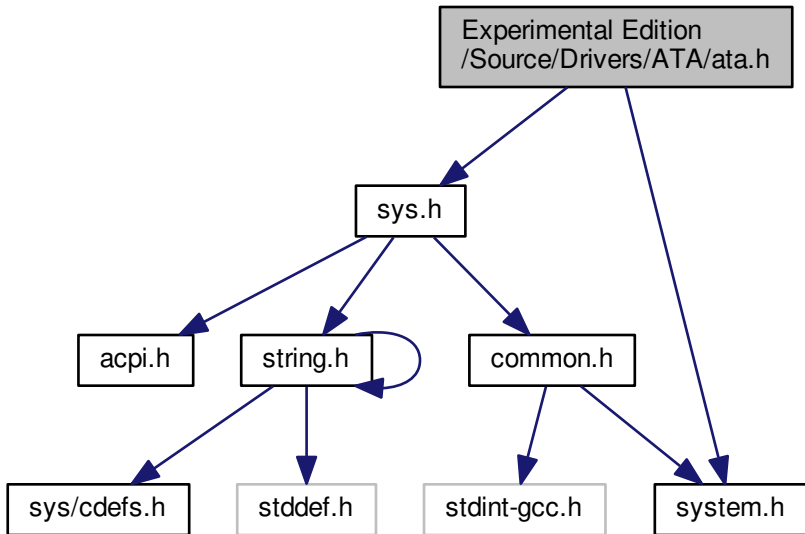 Experimental Edition
/Source/Drivers/ATA/ata.h
sys.h
acpi.h
string.h
common.h
sys/cdefs.h
stddef.h
stdint-gcc.h
system.h